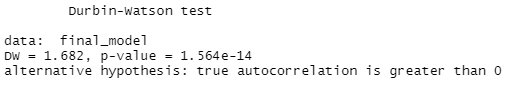 Durbin-Watson test
data: final_model
DW = 1.682, p-value = 1.564e-14
alternative hypothesis: true autocorrelation is greater than 0